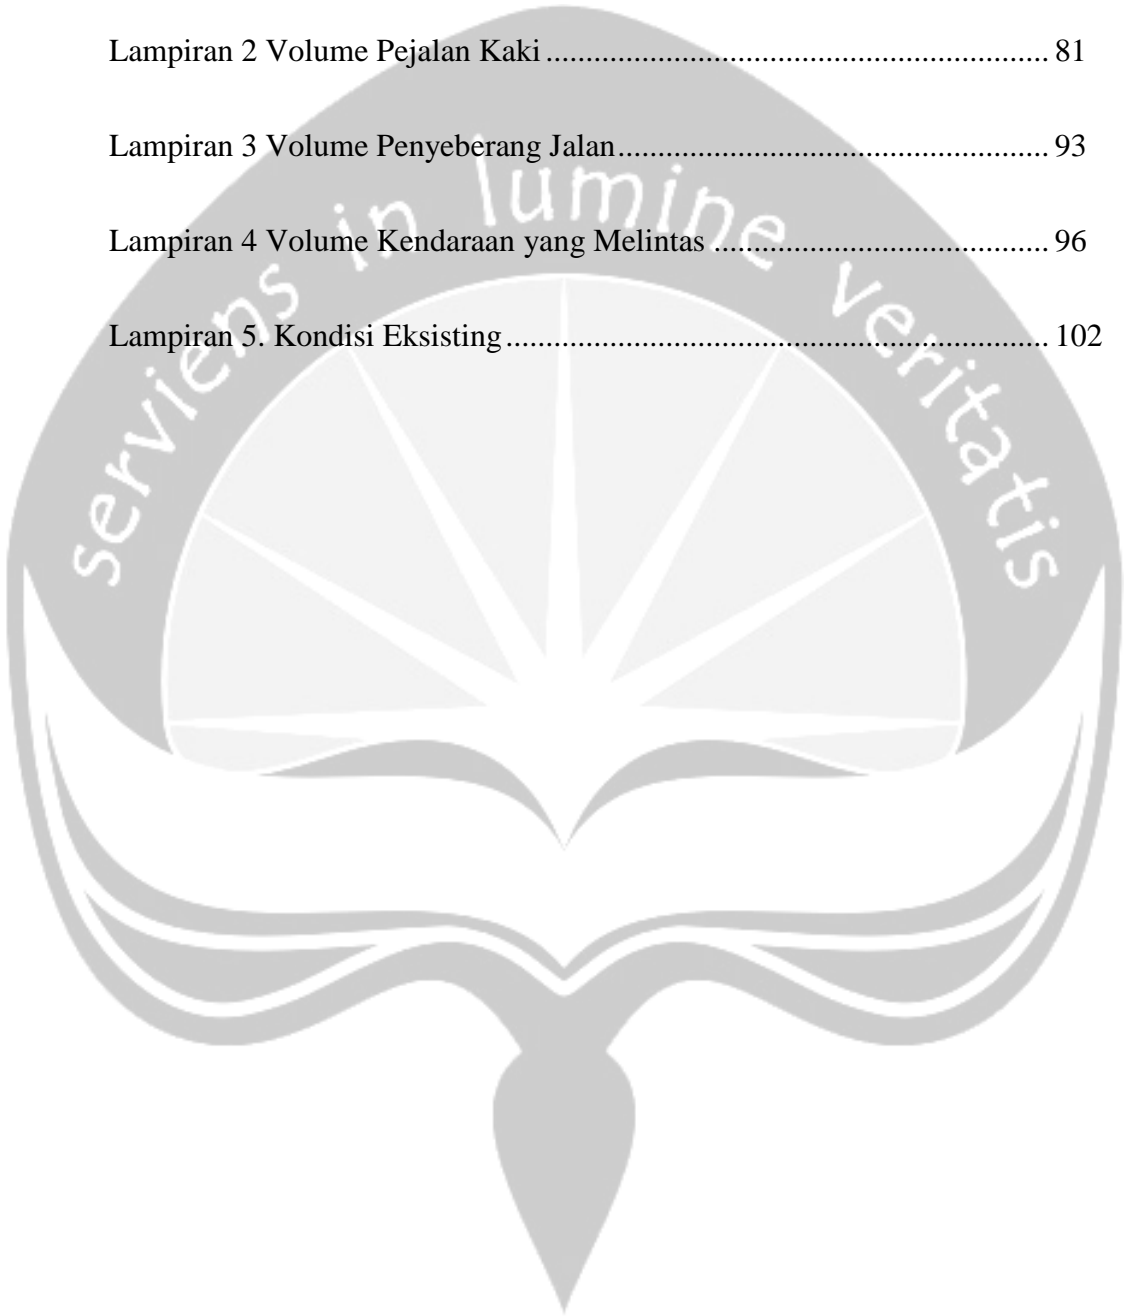 Lampiran 2 Volume Pejalan Kaki ................................................................ 81
Lampiran 3 Volume Penyeberang Jalan....................................................... 93
Lampiran 4 Volume Kendaraan yang Melintas .......................................... 96
Lampiran 5. Kondisi Eksisting ..................................................................... 102
serviens in lumine veritatis